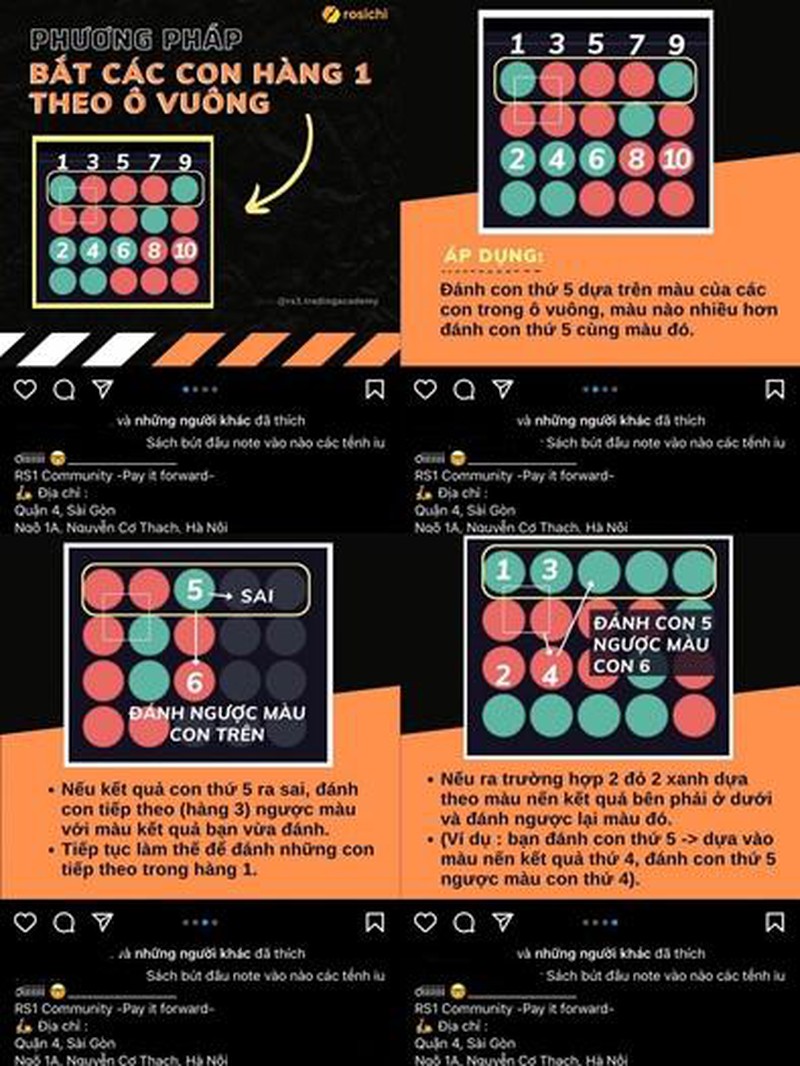 rosichi
PHƯƠNG PHÁP
BẮT CÁC CON HÀNG 1
THEO Ô VUÔNG
1 3 5 7 9
2 4 6 8 10
@rs1.tradingacademy
và những người khác đã thích
Sách bút đâu note vào nào các tềnh iu
điiiiii
RS1 Community -Pay it forward-
Địa chỉ :
Quận 4, Sài Gòn
Ngõ 1A, Nguyễn Cơ Thạch, Hà Nội
1 3 5 7 9
2 4 6 8 10
ÁP DỤNG:
Đánh con thứ 5 dựa trên màu của các
con trong ô vuông, màu nào nhiều hơn
đánh con thứ 5 cùng màu đó.
và những người khác đã thích
Sách bút đâu note vào nào các tềnh iu
điiiiii
RS1 Community -Pay it forward-
Địa chỉ :
Quận 4, Sài Gòn
Ngõ 1A, Nguyễn Cơ Thạch, Hà Nội
5 SAI
6
ĐÁNH NGƯỢC MÀU
CON TRÊN
• Nếu kết quả con thứ 5 ra sai, đánh
con tiếp theo (hàng 3) ngược màu
với màu kết quả bạn vừa đánh.
• Tiếp tục làm thế để đánh những con
tiếp theo trong hàng 1.
và những người khác đã thích
Sách bút đâu note vào nào các tềnh iu
điiiiii
RS1 Community -Pay it forward-
Địa chỉ :
Quận 4, Sài Gòn
Ngõ 1A, Nguyễn Cơ Thạch, Hà Nội
1 3
ĐÁNH CON 5
NGƯỢC MÀU
CON 6
2 4
• Nếu ra trường hợp 2 đỏ 2 xanh dựa
theo màu nến kết quả bên phải ở dưới
và đánh ngược lại màu đó.
• (Ví dụ : bạn đánh con thứ 5 -> dựa vào
màu nến kết quả thứ 4, đánh con thứ 5
ngược màu con thứ 4).
và những người khác đã thích
Sách bút đâu note vào nào các tềnh iu
điiiiii
RS1 Community -Pay it forward-
Địa chỉ :
Quận 4, Sài Gòn
Ngõ 1A, Nguyễn Cơ Thạch, Hà Nội